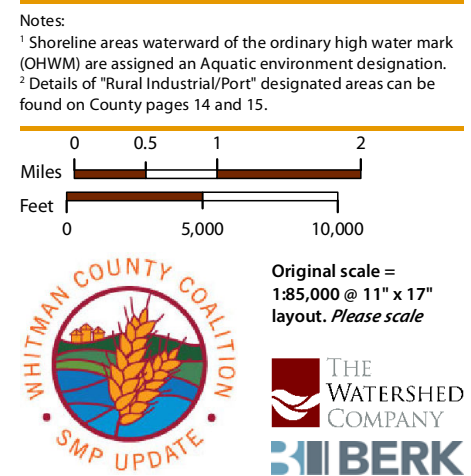 Notes:
¹ Shoreline areas waterward of the ordinary high water mark
(OHWM) are assigned an Aquatic environment designation.
² Details of "Rural Industrial/Port" designated areas can be
found on County pages 14 and 15.
0 0.5 1 2
Miles
Feet
0 5,000 10,000
WHITMAN COUNTY COALITION
SMP UPDATE
Original scale =
1:85,000 @ 11" x 17"
layout. Please scale
THE
WATERSHED
COMPANY
BERK